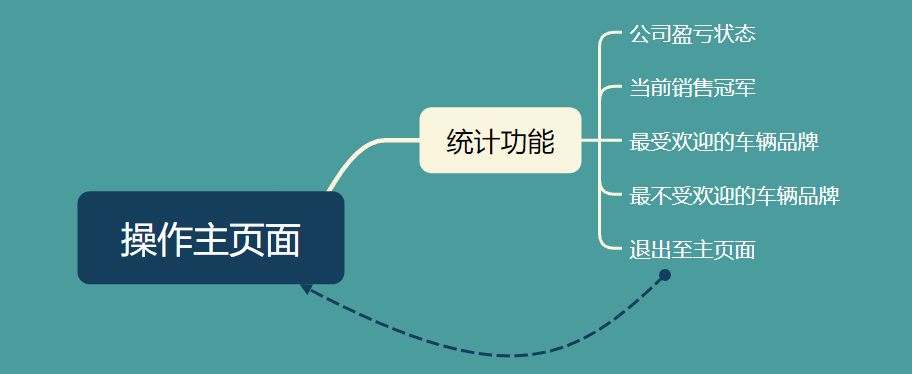 操作主页面
统计功能
公司盈亏状态
当前销售冠军
最受欢迎的车辆品牌
最不受欢迎的车辆品牌
退出至主页面